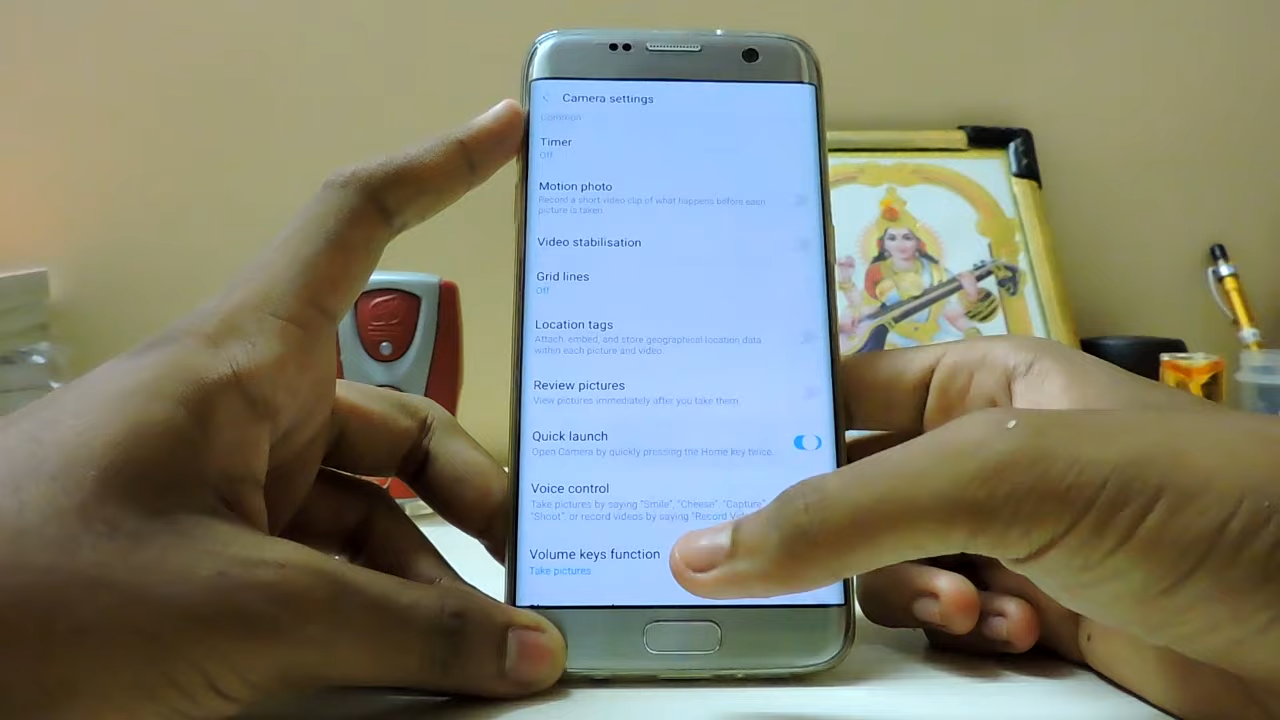 Camera settings
Common
Timer
Off
Motion photo
Record a short video clip of what happens before each
picture is taken.
Video stabilisation
Grid lines
Off
Location tags
Attach, embed, and store geographical location data
within each picture and video.
Review pictures
View pictures immediately after you take them.
Quick launch
Open Camera by quickly pressing the Home key twice.
Voice control
Take pictures by saying "Smile", "Cheese", "Capture",
"Shoot", or record videos by saying "Record
Volume keys function
Take pictures